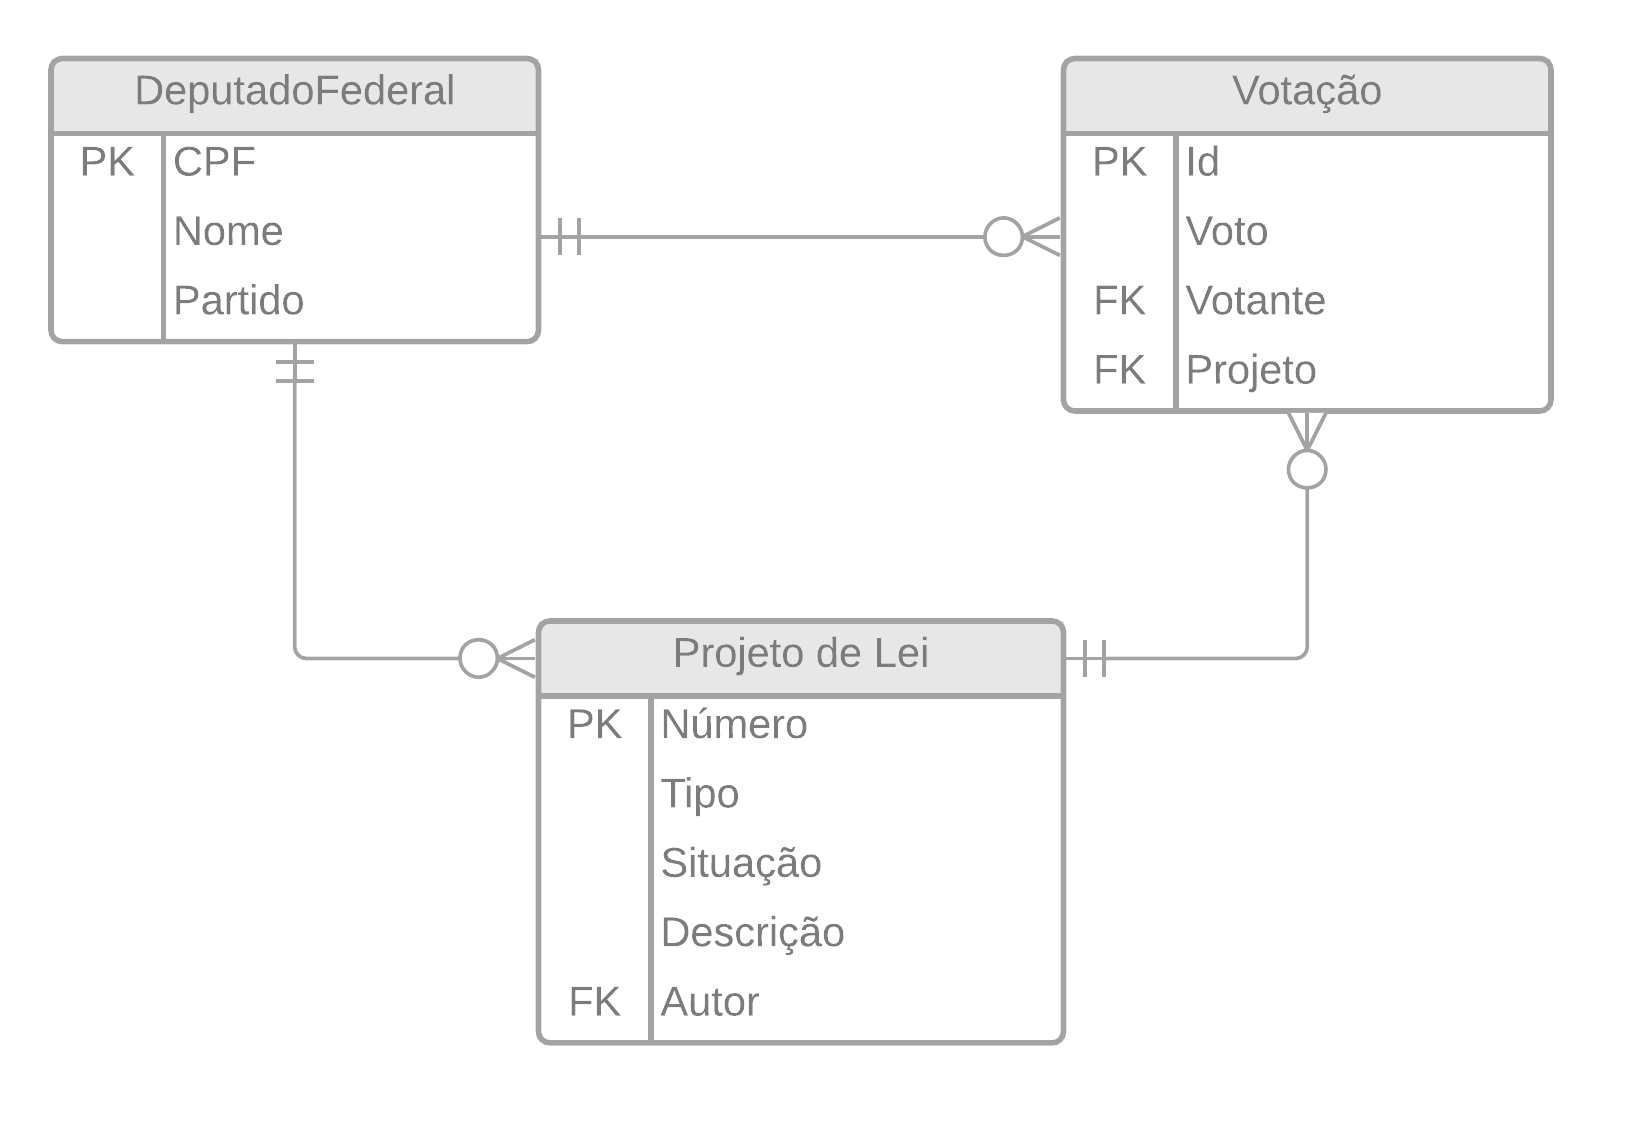 DeputadoFederal
PK CPF
Nome
Partido
Votação
PK Id
Voto
FK Votante
FK Projeto
Projeto de Lei
PK Número
Tipo
Situação
Descrição
FK Autor